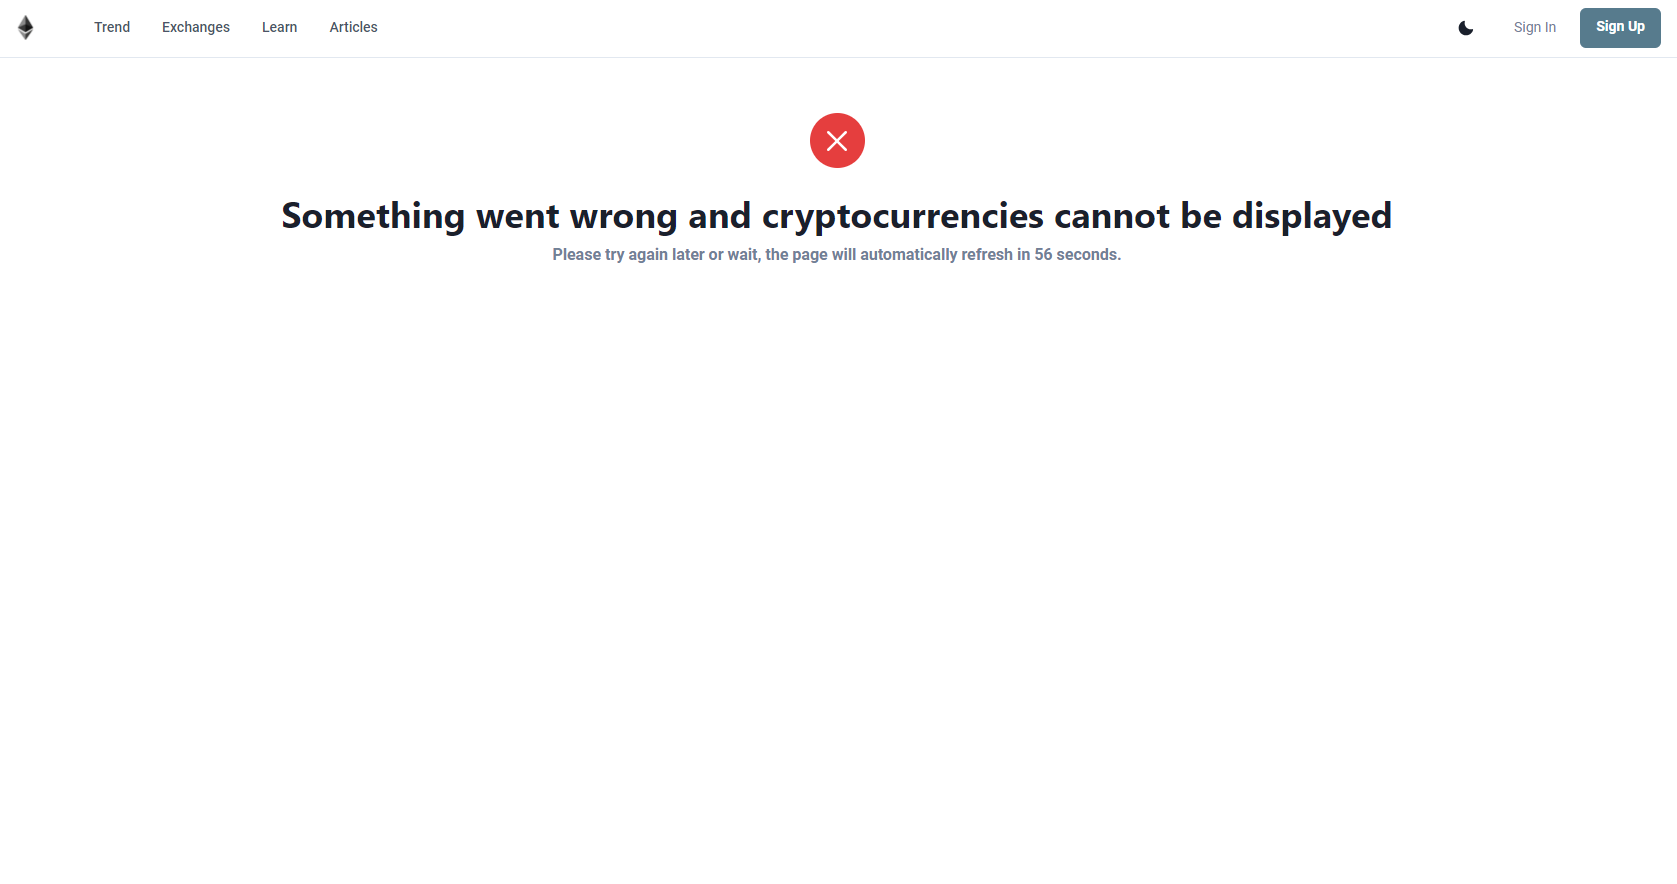 Trend Exchanges Learn Articles Sign In Sign Up
Something went wrong and cryptocurrencies cannot be displayed
Please try again later or wait, the page will automatically refresh in 56 seconds.